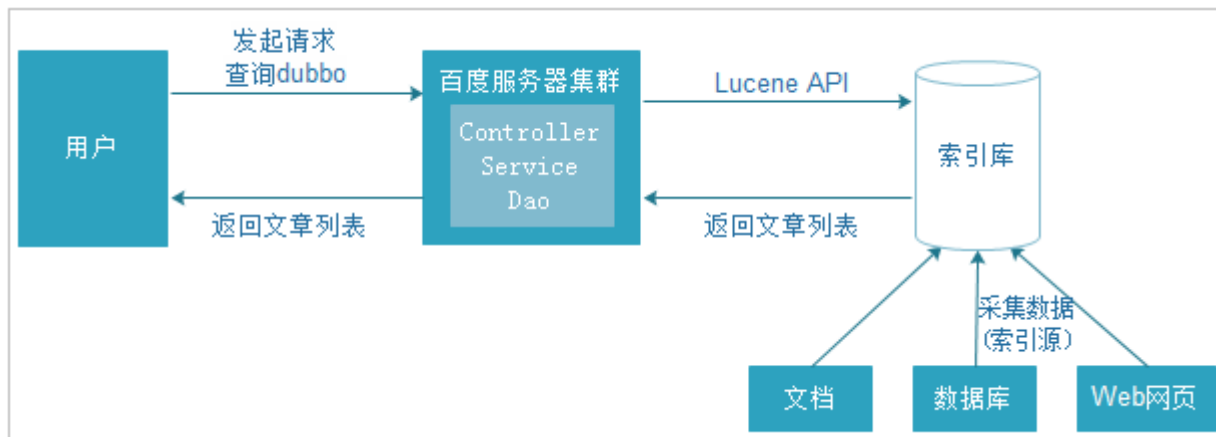 发起请求
查询dubbo
用户
百度服务器集群
Controller
Service
Dao
Lucene API
索引库
返回文章列表
返回文章列表
采集数据
(索引源)
文档
数据库
Web网页